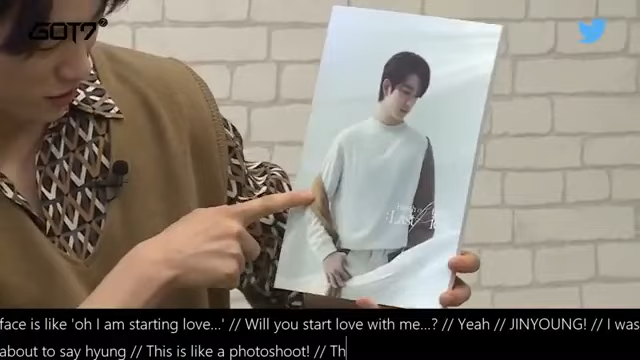 GOT7
face is like 'oh I am starting love...' // Will you start love with me...? // Yeah // JINYOUNG! // I was
about to say hyung // This is like a photoshoot! // Th